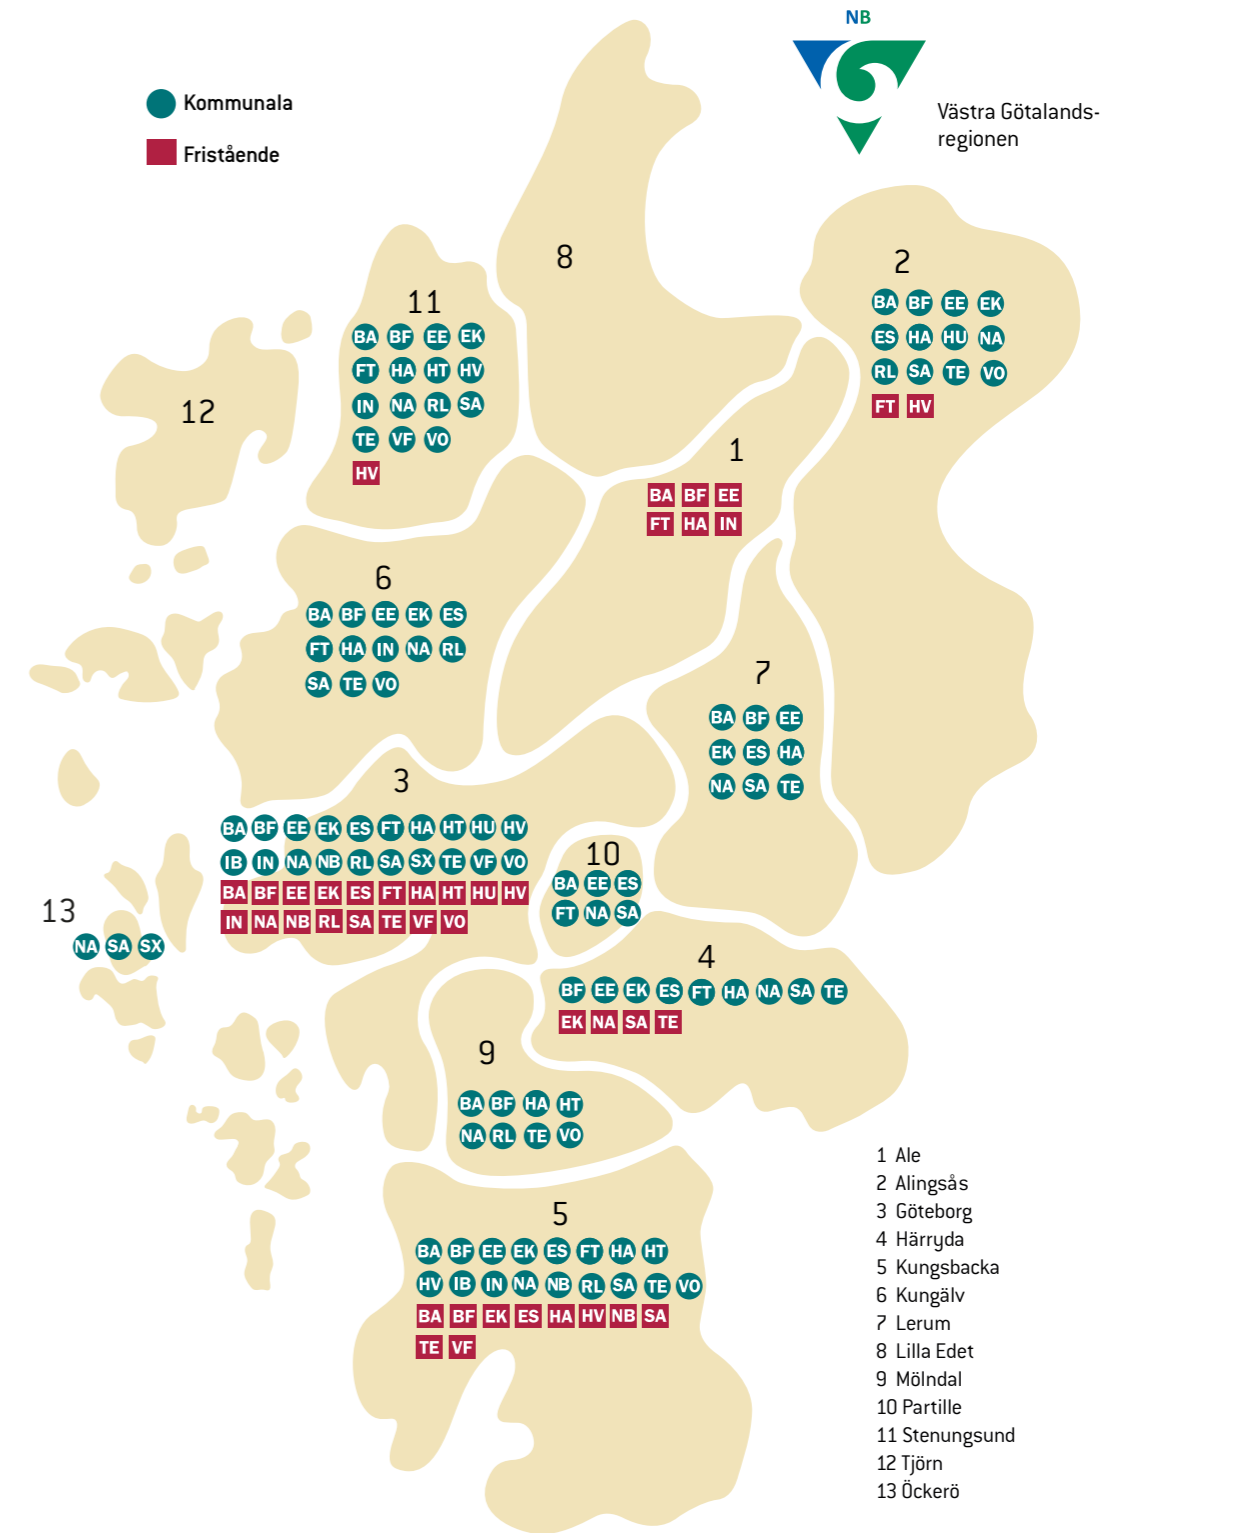 NB
Kommunala
Fristående
Västra Götalands-
regionen
8
2
BA BF EE EK
ES HA HU NA
RL SA TE VO
FT HV
11
BA BF EE EK
FT HA HT HV
IN NA RL SA
TE VF VO
HV
12
1
BA BF EE
FT HA IN
6
BA BF EE EK ES
FT HA IN NA RL
SA TE VO
7
BA BF EE
EK ES HA
NA SA TE
3
BA BF EE EK ES FT HA HT HU HV
IB IN NA NB RL SA SX TE VF VO
BA BF EE EK ES FT HA HT HU HV
IN NA NB RL SA TE VF VO
10
BA EE ES
FT NA SA
13
NA SA SX
4
BF EE EK ES FT HA NA SA TE
EK NA SA TE
9
BA BF HA HT
NA RL TE VO
5
BA BF EE EK ES FT HA HT
HV IB IN NA NB RL SA TE VO
BA BF EK ES HA HV NB SA
TE VF
1 Ale
2 Alingsås
3 Göteborg
4 Härryda
5 Kungsbacka
6 Kungälv
7 Lerum
8 Lilla Edet
9 Mölndal
10 Partille
11 Stenungsund
12 Tjörn
13 Öckerö